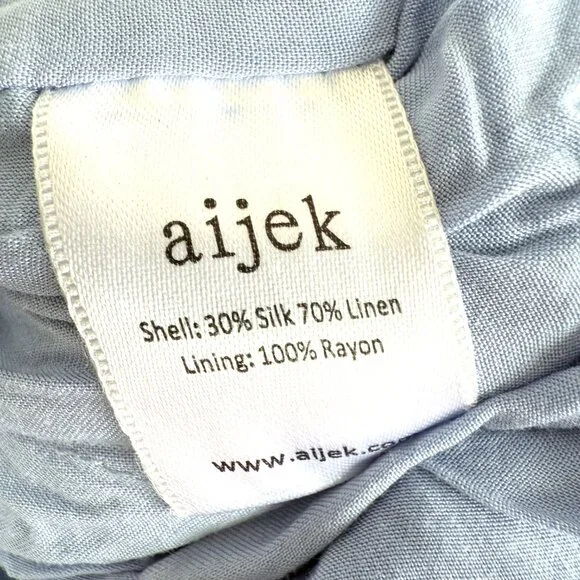 aijek
Shell: 30% Silk 70% Linen
Lining: 100% Rayon
www.aijek.co